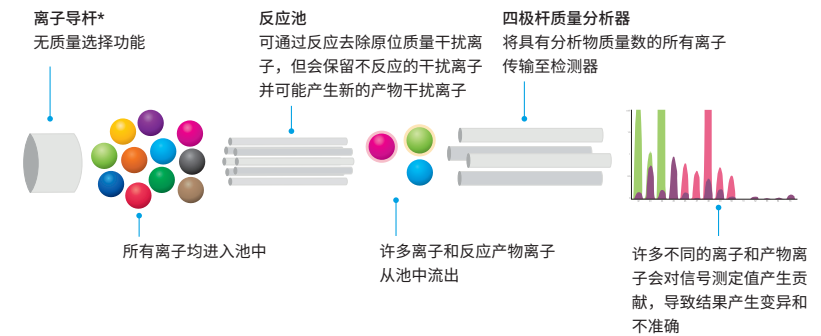 离子导杆*
无质量选择功能
反应池
可通过反应去除原位质量干扰离
子，但会保留不反应的干扰离子
并可能产生新的产物干扰离子
四极杆质量分析器
将具有分析物质量数的所有离子
传输至检测器
所有离子均进入池中
许多离子和反应产物离子
从池中流出
许多不同的离子和产物离
子会对信号测定值产生贡
献，导致结果产生变异和
不准确